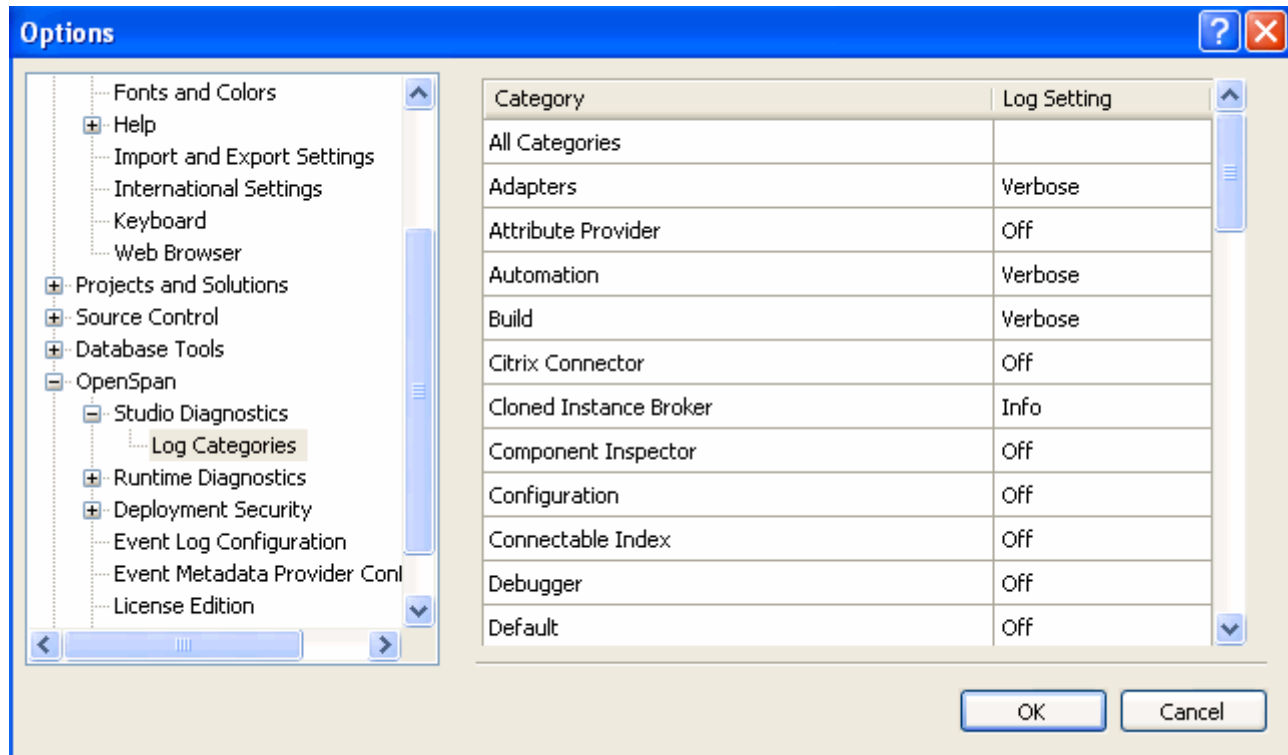 Options
Fonts and Colors
Help
Import and Export Settings
International Settings
Keyboard
Web Browser
Projects and Solutions
Source Control
Database Tools
OpenSpan
Studio Diagnostics
Log Categories
Runtime Diagnostics
Deployment Security
Event Log Configuration
Event Metadata Provider Conf
License Edition
Category Log Setting
All Categories
Adapters Verbose
Attribute Provider Off
Automation Verbose
Build Verbose
Citrix Connector Off
Cloned Instance Broker Info
Component Inspector Off
Configuration Off
Connectable Index Off
Debugger Off
Default Off
OK Cancel